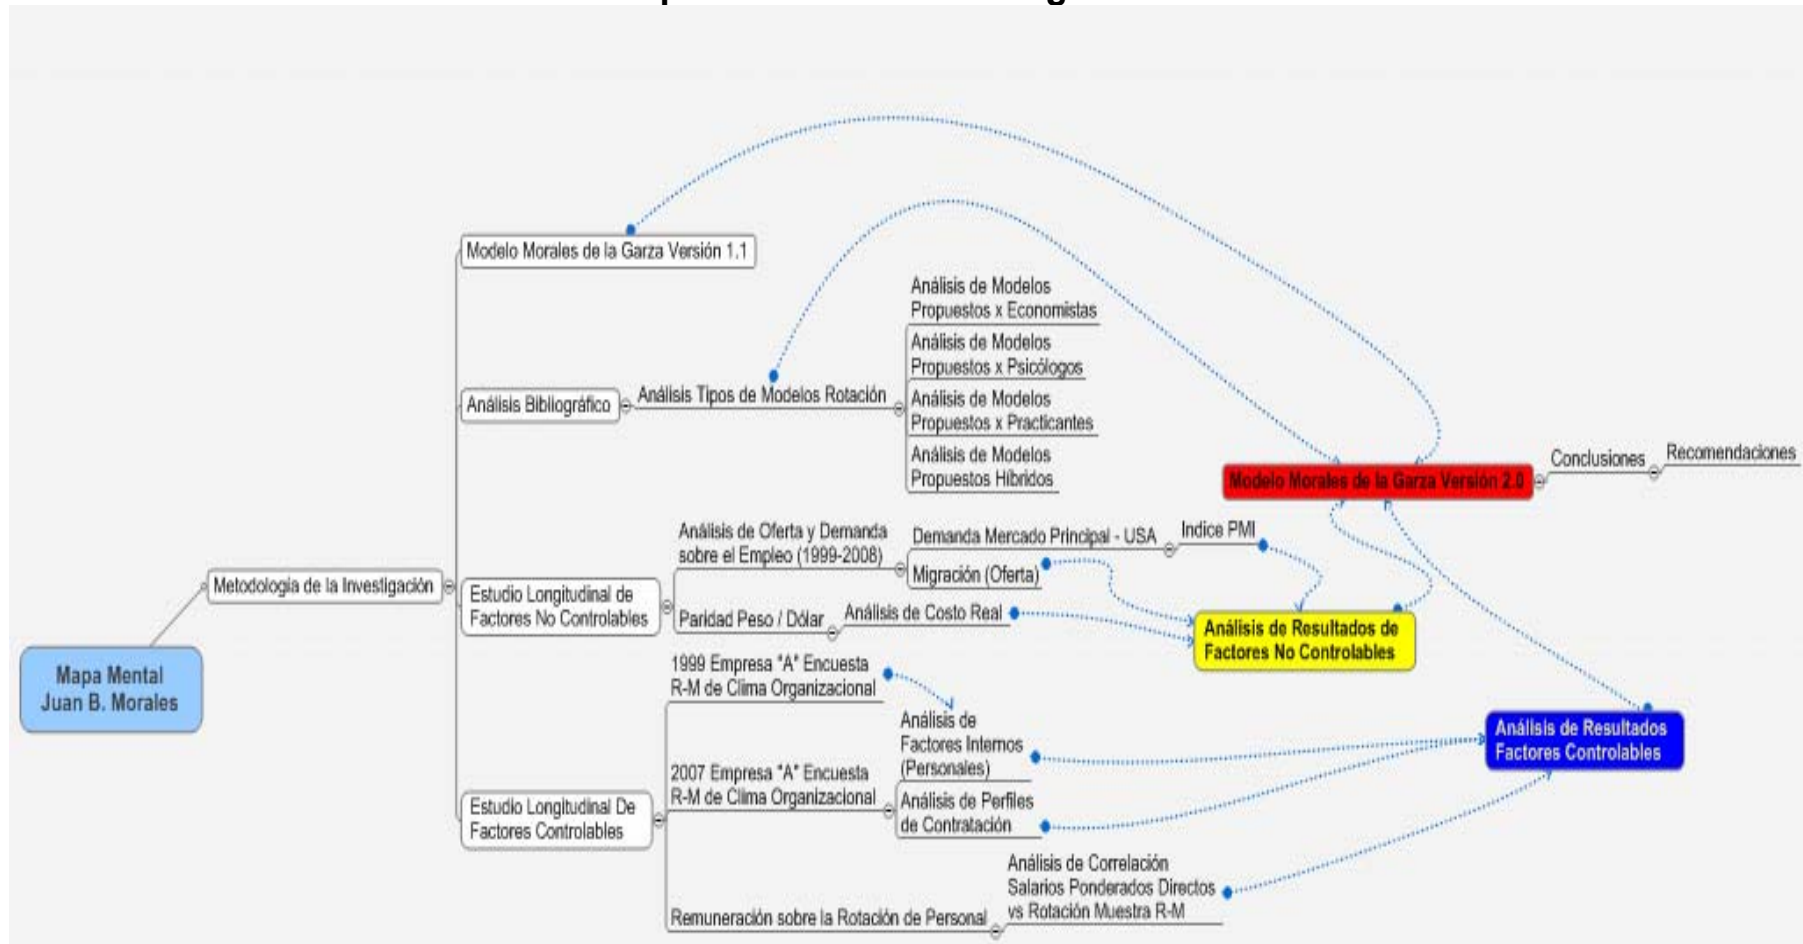 Modelo Morales de la Garza Versión 1.1
Análisis de Modelos
Propuestos x Economistas
Análisis de Modelos
Propuestos x Psicólogos
Análisis Bibliográfico
Análisis Tipos de Modelos Rotación
Análisis de Modelos
Propuestos x Practicantes
Análisis de Modelos
Propuestos Híbridos
Modelo Morales de la Garza Versión 2.0
Conclusiones
Recomendaciones
Análisis de Oferta y Demanda
sobre el Empleo (1999-2008)
Demanda Mercado Principal - USA
Indice PMI
Migración (Oferta)
Metodología de la Investigación
Estudio Longitudinal de
Factores No Controlables
Paridad Peso / Dólar
Análisis de Costo Real
Análisis de Resultados de
Factores No Controlables
Mapa Mental
Juan B. Morales
1999 Empresa "A" Encuesta
R-M de Clima Organizacional
Análisis de
Factores Internos
(Personales)
Análisis de Resultados
Factores Controlables
2007 Empresa "A" Encuesta
R-M de Clima Organizacional
Análisis de Perfiles
de Contratación
Estudio Longitudinal De
Factores Controlables
Análisis de Correlación
Salarios Ponderados Directos
vs Rotación Muestra R-M
Remuneración sobre la Rotación de Personal